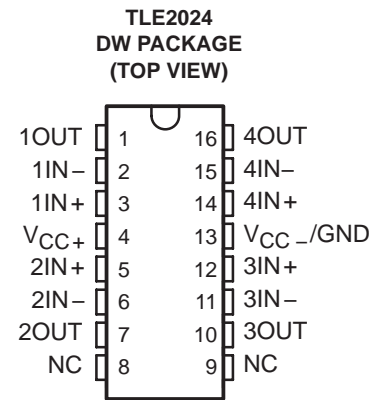 TLE2024
DW PACKAGE
(TOP VIEW)
1OUT 1 16 4OUT
1IN− 2 15 4IN−
1IN+ 3 14 4IN+
VCC+ 4 13 VCC−/GND
2IN+ 5 12 3IN+
2IN− 6 11 3IN−
2OUT 7 10 3OUT
NC 8 9 NC